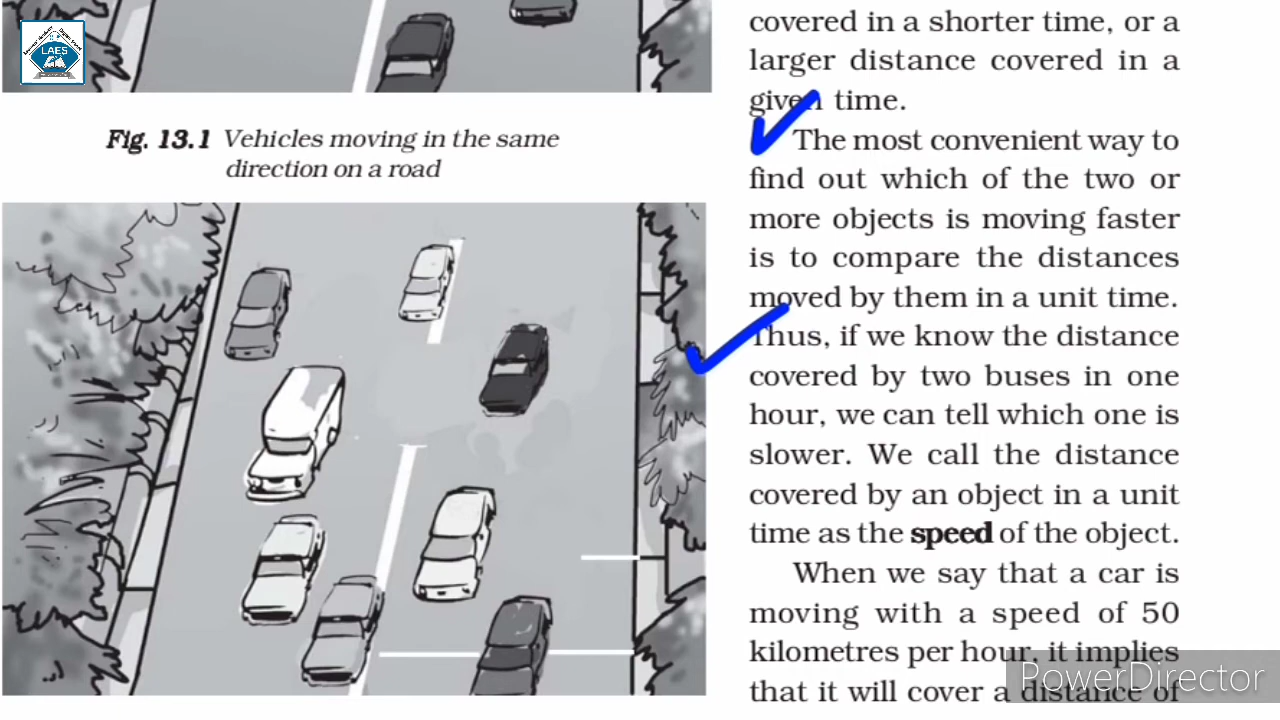 LAES
Fig. 13.1 Vehicles moving in the same
direction on a road
covered in a shorter time, or a
larger distance covered in a
given time.
The most convenient way to
find out which of the two or
more objects is moving faster
is to compare the distances
moved by them in a unit time.
Thus, if we know the distance
covered by two buses in one
hour, we can tell which one is
slower. We call the distance
covered by an object in a unit
time as the speed of the object.
When we say that a car is
moving with a speed of 50
kilometres per hour, it implies
that it will cover a distance of
PowerDirector